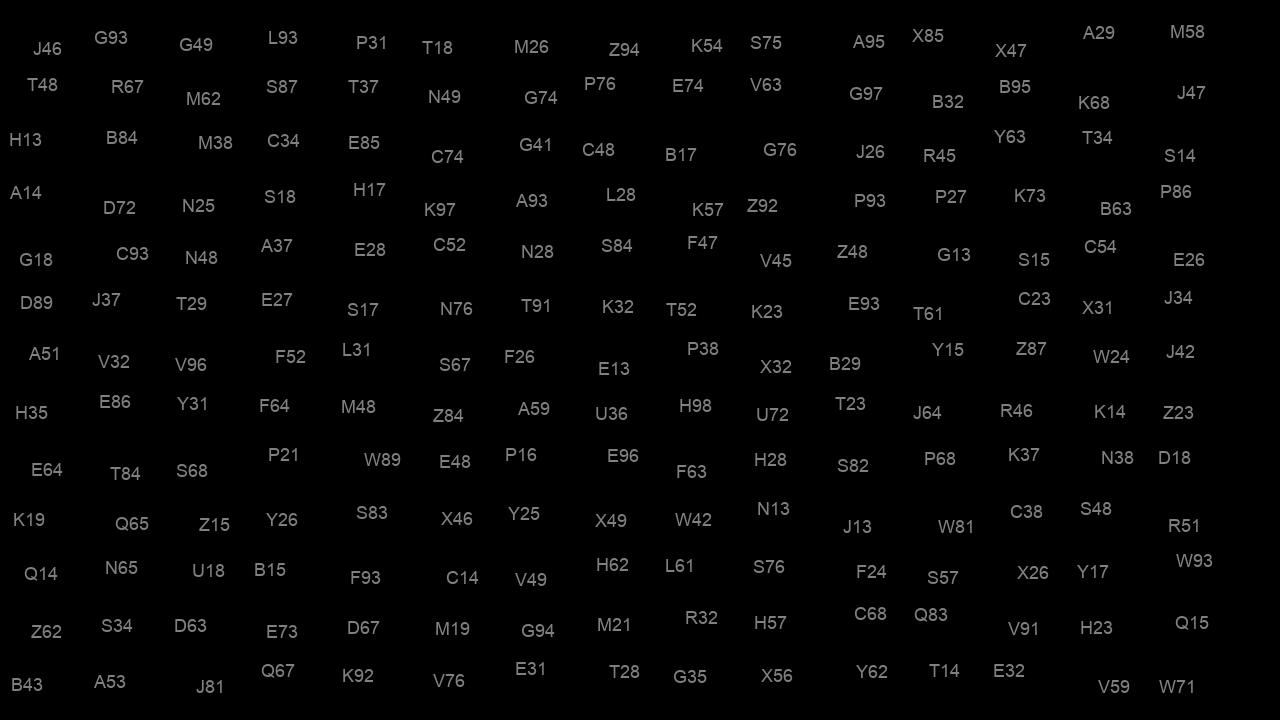 J46 G93 G49 L93 P31 T18 M26 Z94 K54 S75 A95 X85 X47 A29 M58
T48 R67 M62 S87 T37 N49 G74 P76 E74 V63 G97 B32 B95 K68 J47
H13 B84 M38 C34 E85 C74 G41 C48 B17 G76 J26 R45 Y63 T34 S14
A14 D72 N25 S18 H17 K97 A93 L28 K57 Z92 P93 P27 K73 B63 P86
G18 C93 N48 A37 E28 C52 N28 S84 F47 V45 Z48 G13 S15 C54 E26
D89 J37 T29 E27 S17 N76 T91 K32 T52 K23 E93 T61 C23 X31 J34
A51 V32 V96 F52 L31 S67 F26 E13 P38 X32 B29 Y15 Z87 W24 J42
H35 E86 Y31 F64 M48 Z84 A59 U36 H98 U72 T23 J64 R46 K14 Z23
E64 T84 S68 P21 W89 E48 P16 E96 F63 H28 S82 P68 K37 N38 D18
K19 Q65 Z15 Y26 S83 X46 Y25 X49 W42 N13 J13 W81 C38 S48 R51
Q14 N65 U18 B15 F93 C14 V49 H62 L61 S76 F24 S57 X26 Y17 W93
Z62 S34 D63 E73 D67 M19 G94 M21 R32 H57 C68 Q83 V91 H23 Q15
B43 A53 J81 Q67 K92 V76 E31 T28 G35 X56 Y62 T14 E32 V59 W71